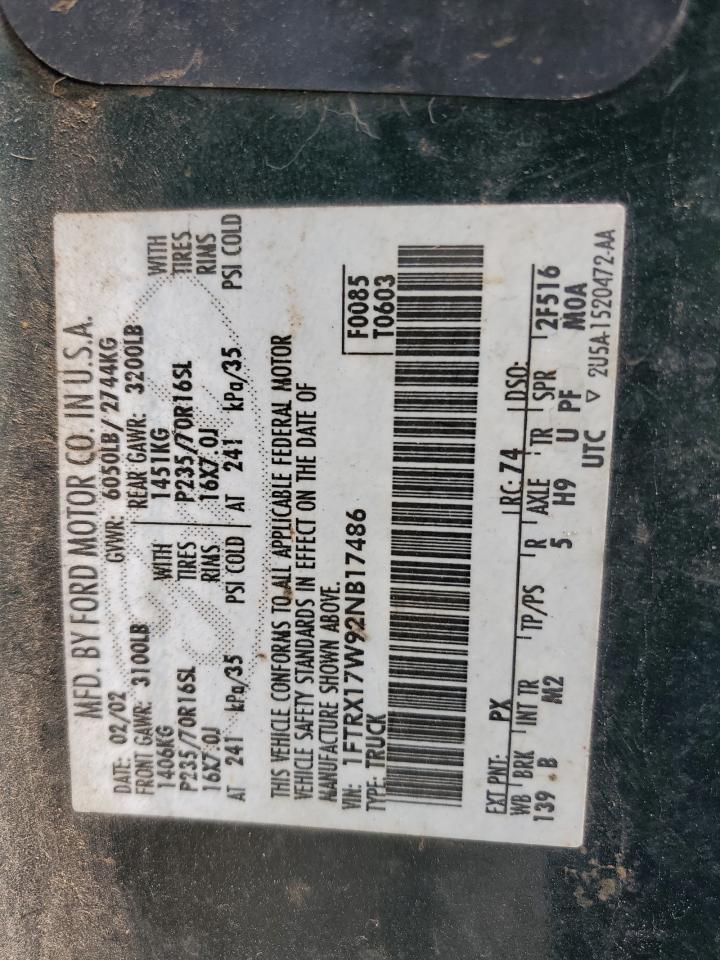 MFD. BY FORD MOTOR CO. IN U.S.A.
DATE: 02/02 GVWR: 6050LB/ 2744KG
FRONT GAWR: 3100LB REAR GAWR: 3200LB
1406KG WITH 1451KG WITH
P235/70R16SL TIRES P235/70R16SL TIRES
16X7.0J RIMS 16X7.0J RIMS
AT 241 kPa/35 PSI COLD AT 241 kPa/35 PSI COLD
THIS VEHICLE CONFORMS TO ALL APPLICABLE FEDERAL MOTOR
VEHICLE SAFETY STANDARDS IN EFFECT ON THE DATE OF
MANUFACTURE SHOWN ABOVE.
VIN: 1FTRX17W92NB17486 F0085
TYPE: TRUCK T0603
EXT PNT: PX RC: 74 DSO:
WB BRK INT TR TP/PS R AXLE TR SPR 2F516
139 B M2 5 H9 U PF M0A
UTC ▽ 2U5A-1520472-AA